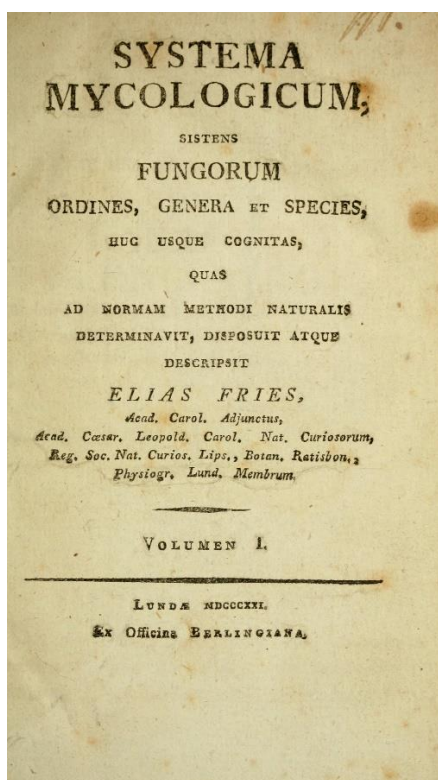 SYSTEMA
MYCOLOGICUM,
SISTENS
FUNGORUM
ORDINES, GENERA ET SPECIES,
HUC USQUE COGNITAS,
QUAS
AD NORMAM METHODI NATURALIS
DETERMINAVIT, DISPOSUIT ATQUE
DESCRIPSIT
ELIAS FRIES,
Acad. Carol. Adjunctus,
Acad. Cæsar. Leopold. Carol. Nat. Curiosorum,
Reg. Soc. Nat. Curios. Lips., Botan. Ratisbon.,
Physiogr. Lund. Membrum.
VOLUMEN I.
LUNDÆ MDCCCXXI.
Ex Officina BERLINGIANA.